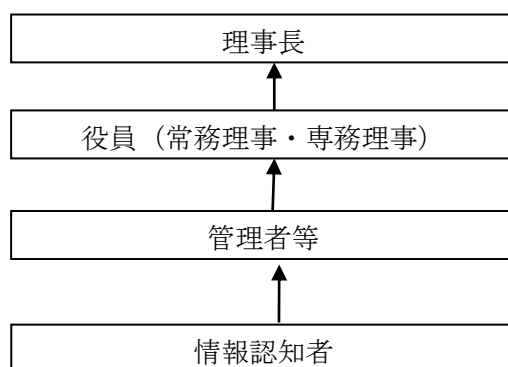 理事長
役員（常務理事・専務理事）
管理者等
情報認知者